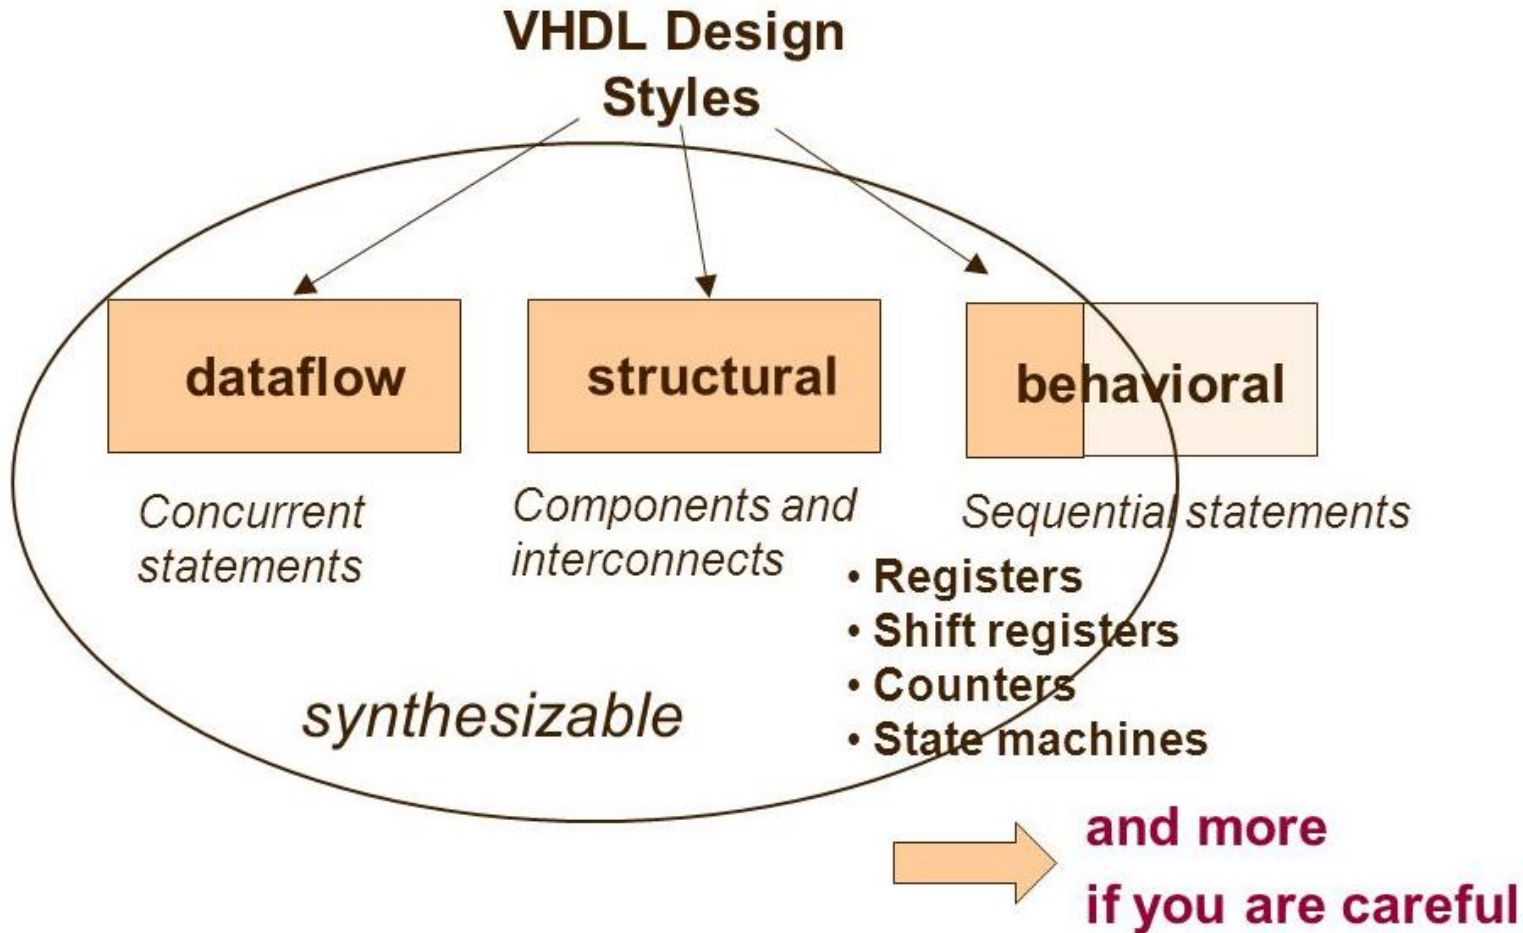 VHDL Design
Styles
dataflow
structural
behavioral
Concurrent
statements
Components and
interconnects
Sequential statements
• Registers
• Shift registers
• Counters
• State machines
synthesizable
and more
if you are careful